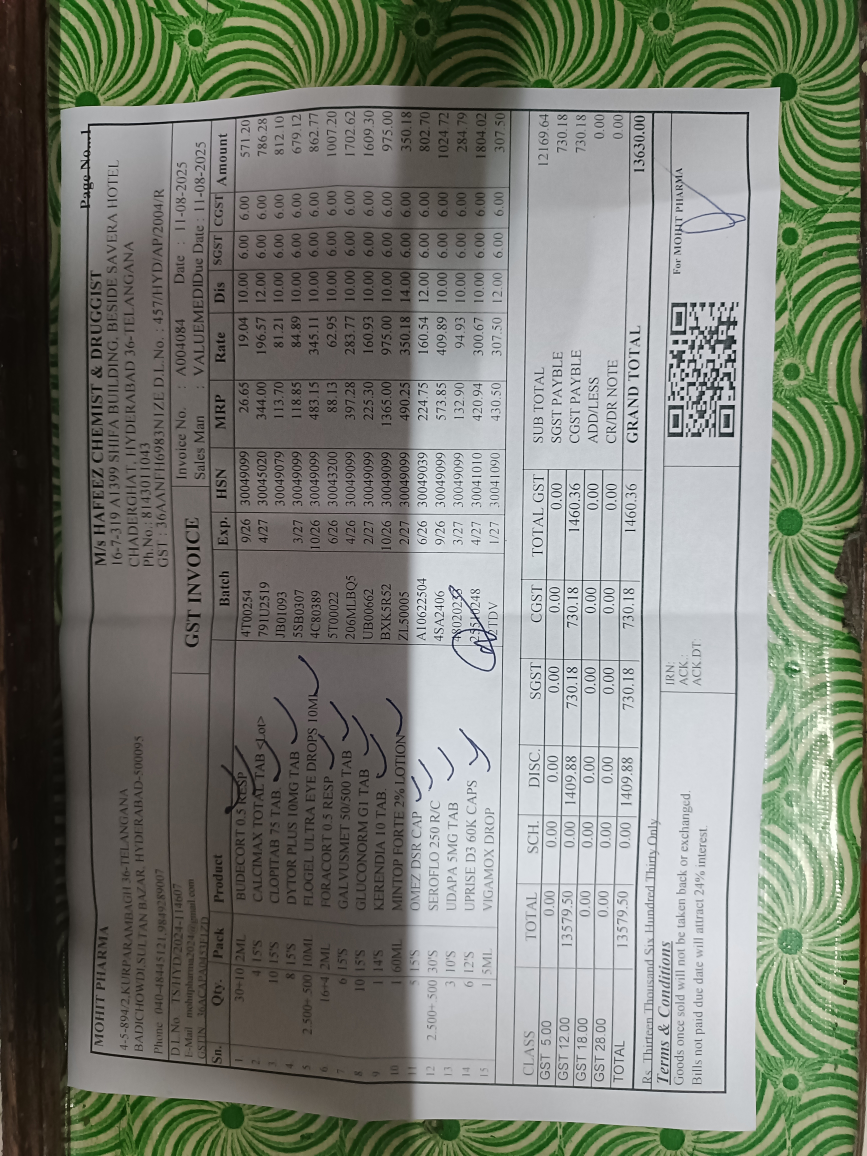 Page No...1
MOHIT PHARMA
4-5-894/2,KURPARAMBAGH 36-TELANGANA
BADICHOWDI,SULTAN BAZAR, HYDERABAD-500095
Phone 040-48445121,9849289007
D.L.No. TS/HYD/2024-114607
E-Mail mohitpharma2024@gmail.com
GSTIN
M/s HAFEEZ CHEMIST & DRUGGIST
16-7-319 A1399 SHIFA BUILDING, BESIDE SAVERA HOTEL
CHADERGHAT, HYDERABAD 36-TELANGANA
Ph.No.: 8143011043
GST : 36AANFH6983N1ZE D.L.No. : 457/HYD/AP/2004/R
GST INVOICE
Invoice No. : A004084 Date : 11-08-2025
Sales Man : VALUEMEDI Due Date : 11-08-2025
Sn. Qty. Pack Product Batch Exp. HSN MRP Rate Dis SGST CGST Amount
1 30+10 2ML BUDECORT 0.5 RESP 4T00254 9/26 30049099 26.65 19.04 10.00 6.00 6.00 571.20
2. 4 15'S CALCIMAX TOTAL TAB <Lot> 791U2519 4/27 30045020 344.00 196.57 12.00 6.00 6.00 786.28
3. 10 15'S CLOPITAB 75 TAB. JB01093 30049079 113.70 81.21 10.00 6.00 6.00 812.10
4. 8 15'S DYTOR PLUS 10MG TAB 5SB0307 3/27 30049099 118.85 84.89 10.00 6.00 6.00 679.12
5 2.500+.500 10ML FLOGEL ULTRA EYE DROPS 10ML 4C80389 10/26 30049099 483.15 345.11 10.00 6.00 6.00 862.77
6. 16+4 2ML FORACORT 0.5 RESP 5T00022 6/26 30043200 88.13 62.95 10.00 6.00 6.00 1007.20
7 6 15'S GALVUSMET 50/500 TAB 206MLBQ5 4/26 30049099 397.28 283.77 10.00 6.00 6.00 1702.62
8. 10 15'S GLUCONORM G1 TAB UB00662 2/27 30049099 225.30 160.93 10.00 6.00 6.00 1609.30
9. 1 14'S KERENDIA 10 TAB. BXK5R52 10/26 30049099 1365.00 975.00 10.00 6.00 6.00 975.00
10 1 60ML MINTOP FORTE 2% LOTION ZL50005 2/27 30049099 490.25 350.18 14.00 6.00 6.00 350.18
11 5 15'S OMEZ DSR CAP A10622504 6/26 30049039 224.75 160.54 12.00 6.00 6.00 802.70
12 2.500+.500 30'S SEROFLO 250 R/C 4SA2406 9/26 30049099 573.85 409.89 10.00 6.00 6.00 1024.72
13 3 10'S UDAPA 5MG TAB 3/27 30049099 132.90 94.93 10.00 6.00 6.00 284.79
14 6 12'S UPRISE D3 60K CAPS 4/27 30041010 420.94 300.67 10.00 6.00 6.00 1804.02
15 1 5ML VIGAMOX DROP 1/27 30041090 430.50 307.50 12.00 6.00 6.00 307.50
CLASS TOTAL SCH. DISC. SGST CGST TOTAL GST
GST 5.00 0.00 0.00 0.00 0.00 0.00 0.00
GST 12.00 13579.50 0.00 1409.88 730.18 730.18 1460.36
GST 18.00 0.00 0.00 0.00 0.00 0.00 0.00
GST 28.00 0.00 0.00 0.00 0.00 0.00 0.00
TOTAL 13579.50 0.00 1409.88 730.18 730.18 1460.36
SUB TOTAL 12169.64
SGST PAYBLE 730.18
CGST PAYBLE 730.18
ADD/LESS 0.00
CR/DR NOTE 0.00
GRAND TOTAL 13630.00
Rs. Thirteen Thousand Six Hundred Thirty Only
Terms & Conditions
Goods once sold will not be taken back or exchanged.
Bills not paid due date will attract 24% interest.
IRN:
ACK.:
ACK.DT:
For MOHIT PHARMA